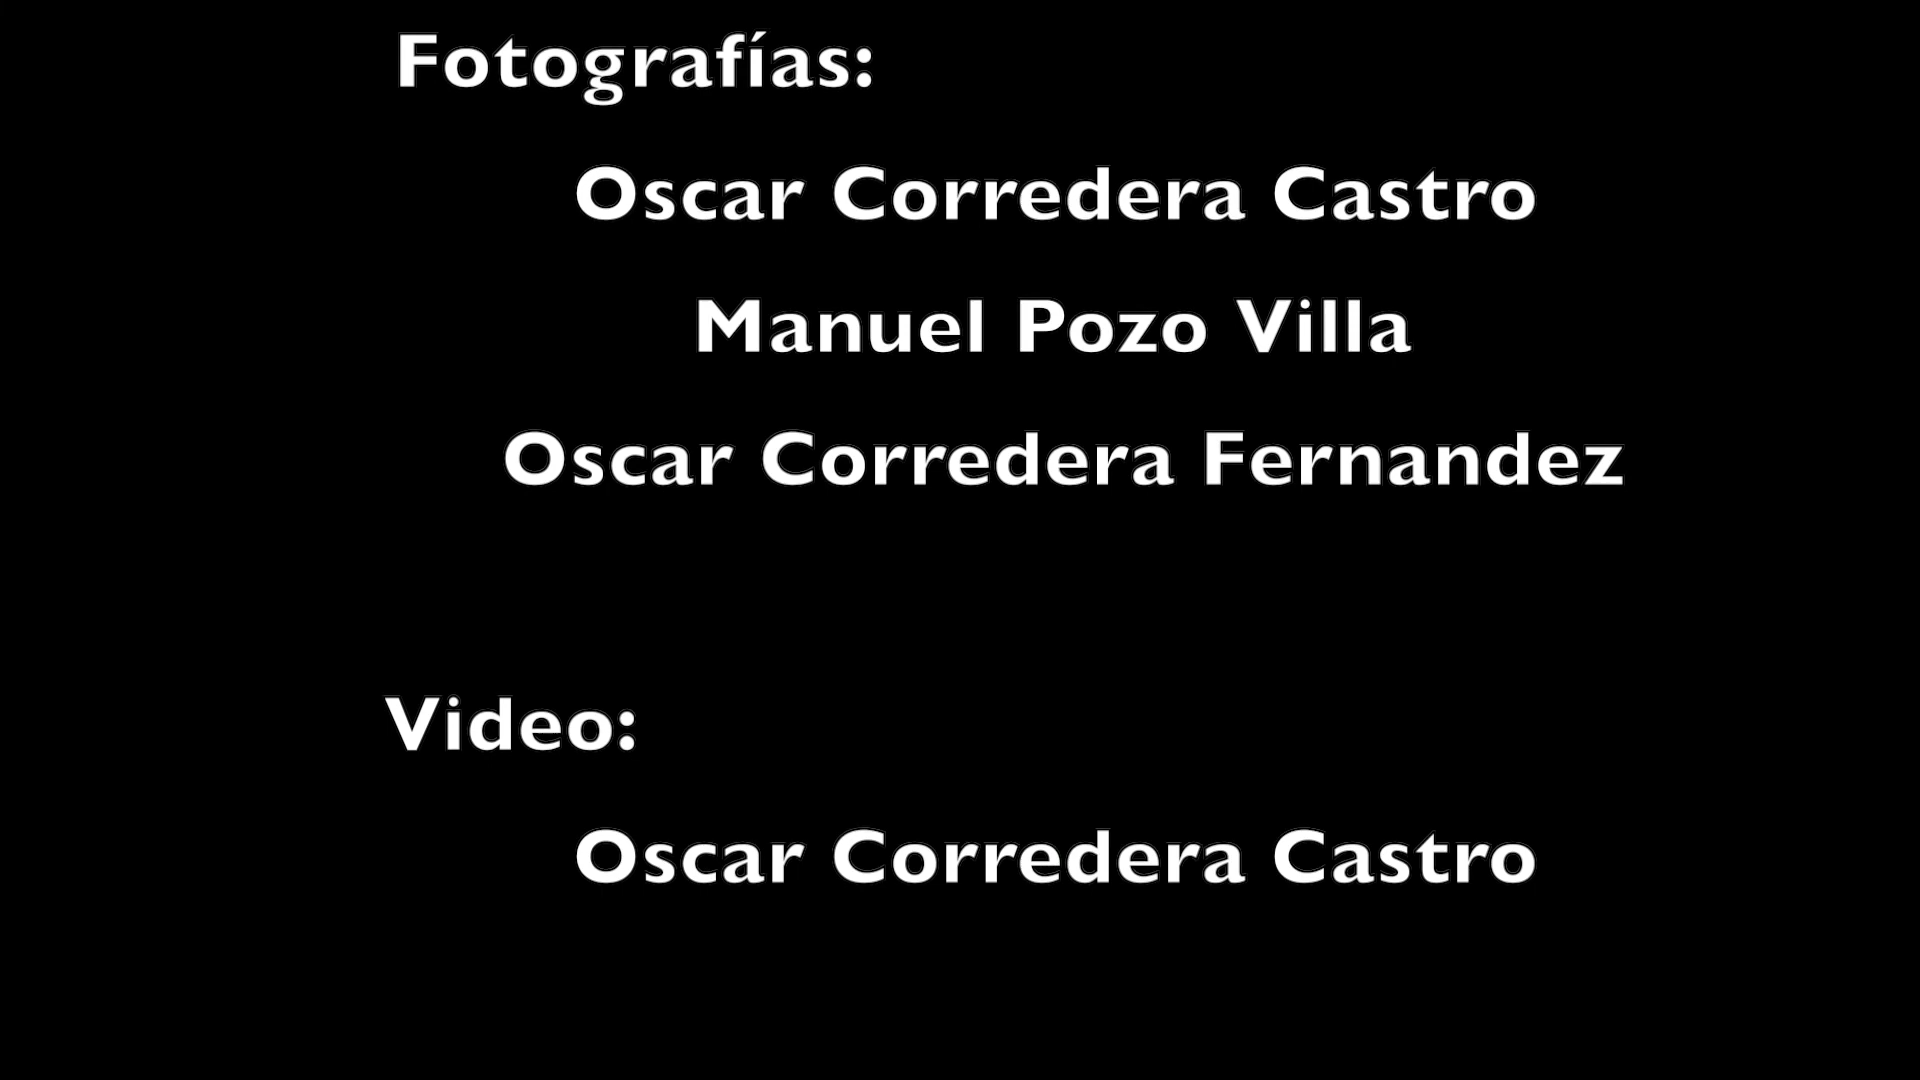 Fotografías:
Oscar Corredera Castro
Manuel Pozo Villa
Oscar Corredera Fernandez
Video:
Oscar Corredera Castro